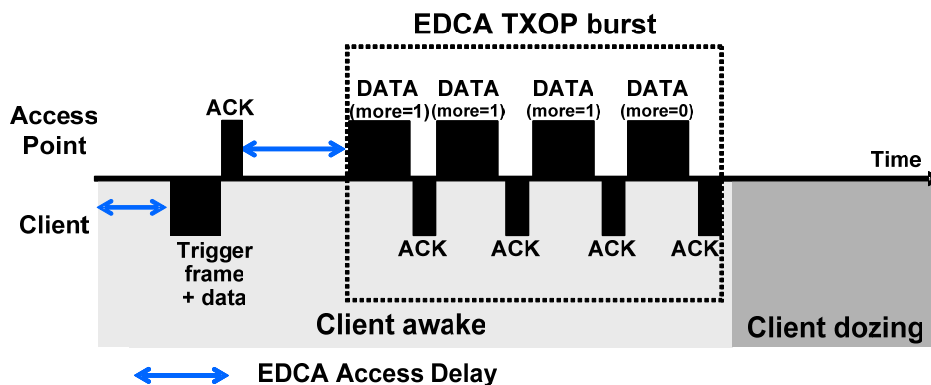 EDCA TXOP burst
DATA DATA DATA DATA
(more=1) (more=1) (more=1) (more=0)
ACK
Access
Point
Time
Client
Trigger
frame
+ data
ACK ACK ACK ACK
Client awake
Client dozing
EDCA Access Delay